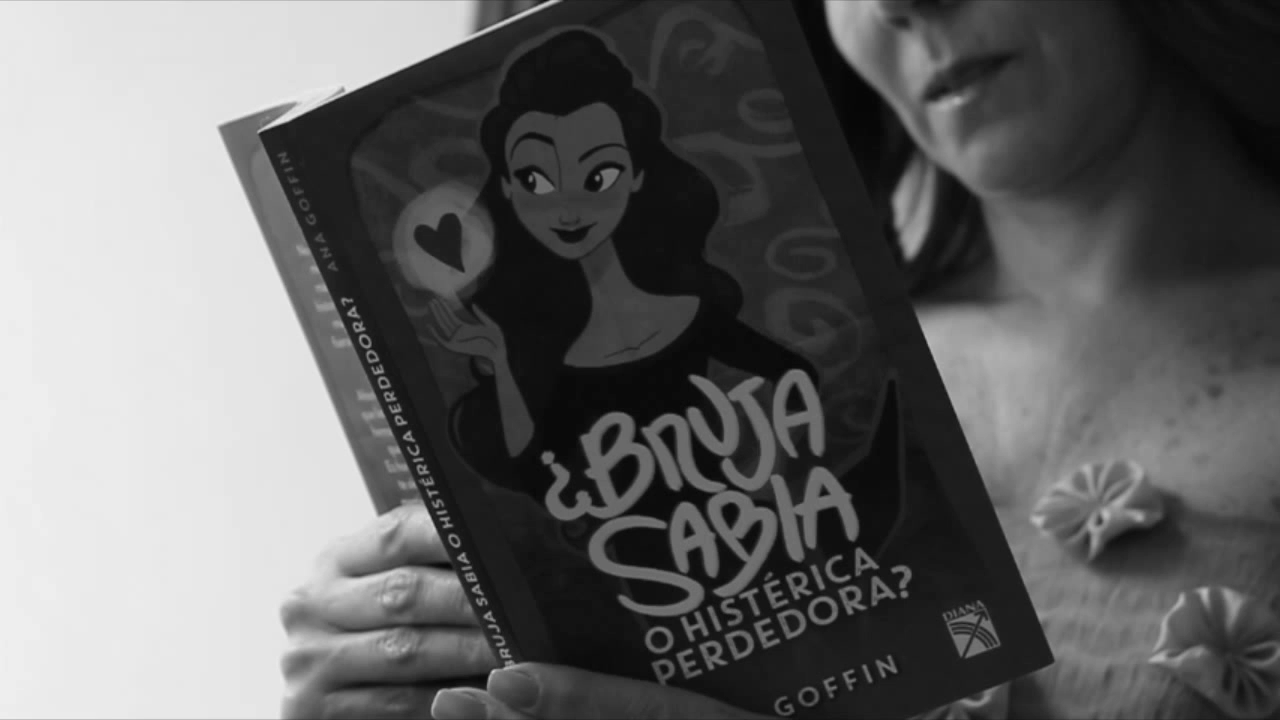 ¿BRUJA
SABIA
O HISTÉRICA
PERDEDORA?
GOFFIN
DIANA
BRUJA SABIA O HISTÉRICA PERDEDORA? ANA GOFFIN